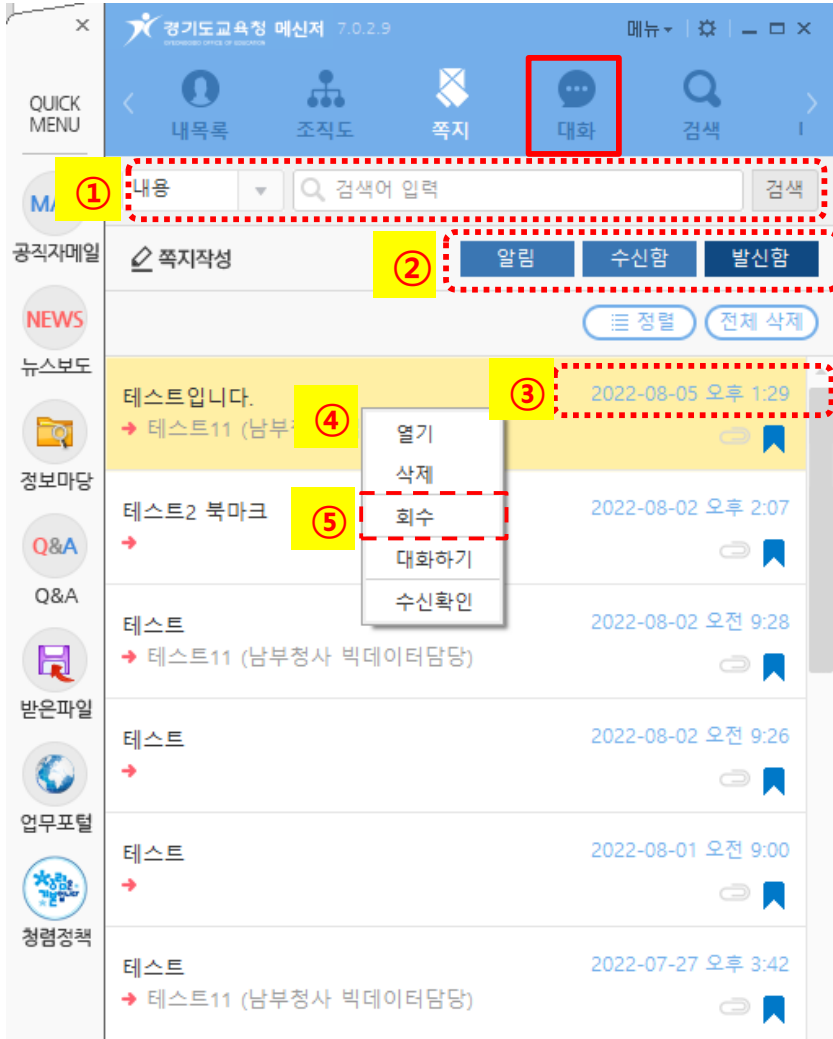 경기도교육청 메신저 7.0.2.9
GYEONGGIDO OFFICE OF EDUCATION
메뉴
QUICK
MENU
내목록
조직도
쪽지
대화
검색
①
내용
검색어 입력
검색
공직자메일
쪽지작성
②
알림
수신함
발신함
NEWS
뉴스보도
정렬
전체 삭제
테스트입니다.
③
2022-08-05 오후 1:29
테스트11 (남부
④
열기
삭제
회수
대화하기
수신확인
정보마당
테스트2 북마크
⑤
2022-08-02 오후 2:07
Q&A
Q&A
테스트
2022-08-02 오전 9:28
테스트11 (남부청사 빅데이터담당)
받은파일
테스트
2022-08-02 오전 9:26
업무포털
테스트
2022-08-01 오전 9:00
청렴정책
테스트
2022-07-27 오후 3:42
테스트11 (남부청사 빅데이터담당)